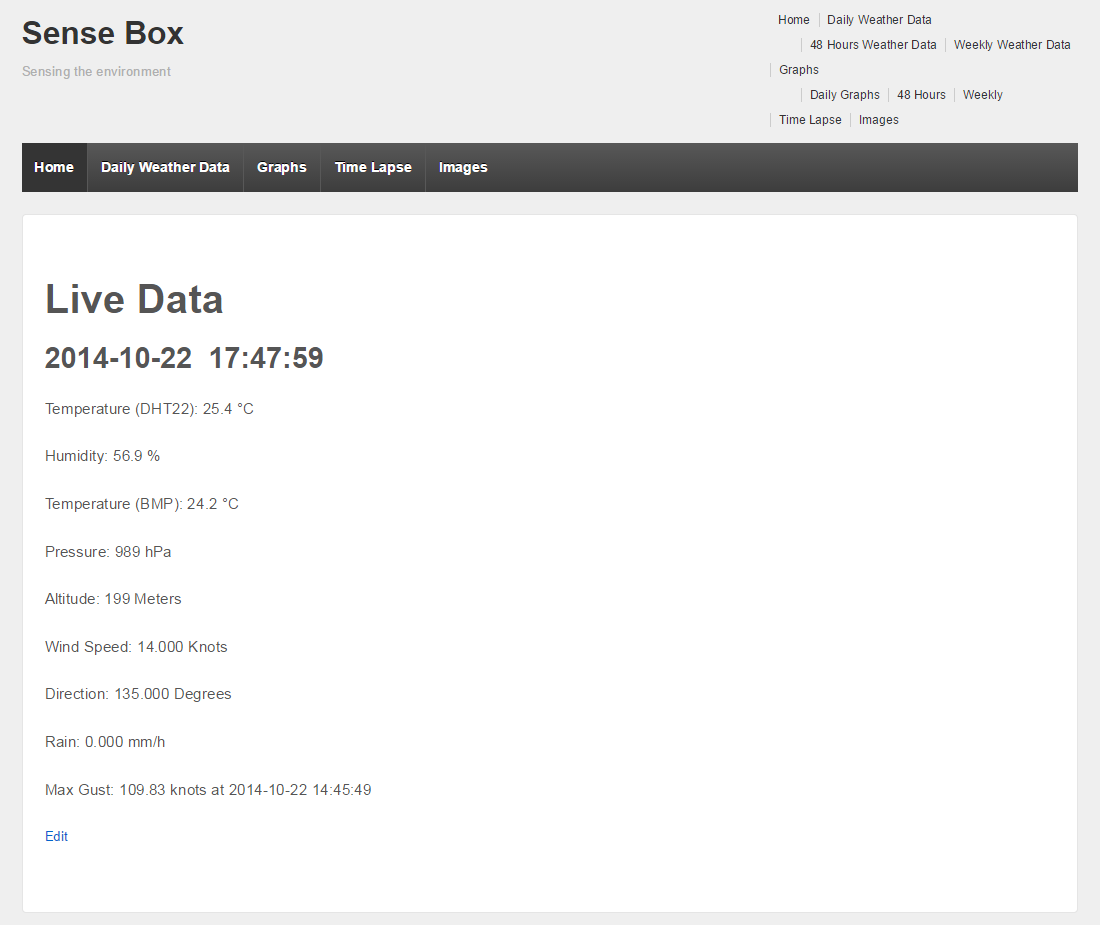 Sense Box
Sensing the environment
Home Daily Weather Data
48 Hours Weather Data Weekly Weather Data
Graphs
Daily Graphs 48 Hours Weekly
Time Lapse Images
Home Daily Weather Data Graphs Time Lapse Images
Live Data
2014-10-22 17:47:59
Temperature (DHT22): 25.4 °C
Humidity: 56.9 %
Temperature (BMP): 24.2 °C
Pressure: 989 hPa
Altitude: 199 Meters
Wind Speed: 14.000 Knots
Direction: 135.000 Degrees
Rain: 0.000 mm/h
Max Gust: 109.83 knots at 2014-10-22 14:45:49
Edit